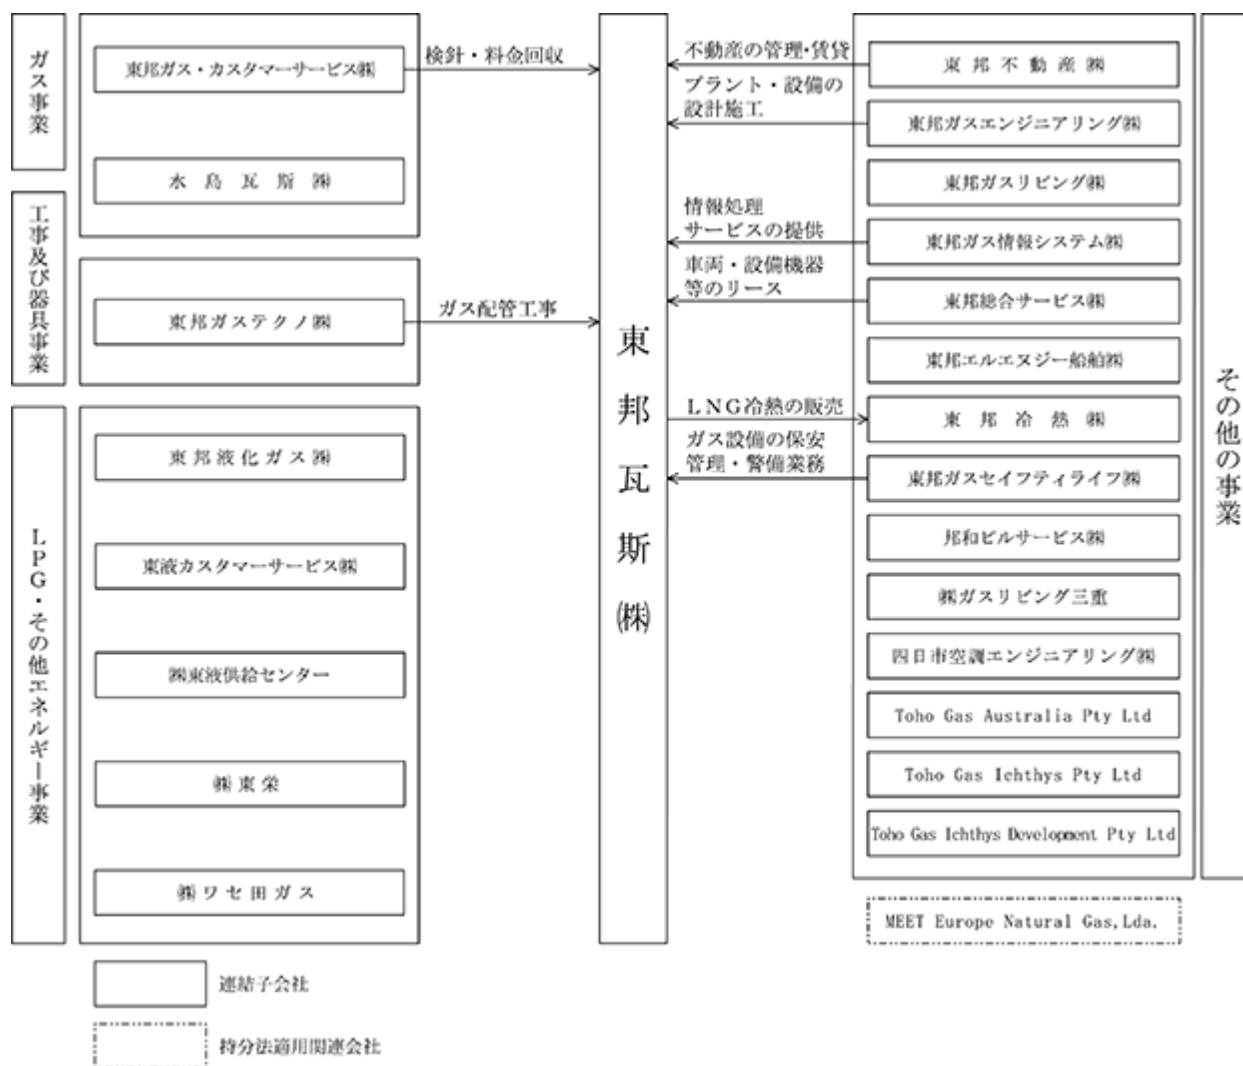 ガス事業
東邦ガス・カスタマーサービス㈱
水島瓦斯㈱
検針・料金回収
工事及び器具事業
東邦ガステクノ㈱
ガス配管工事
LPG・その他エネルギー事業
東邦液化ガス㈱
東液カスタマーサービス㈱
㈱東液供給センター
㈱東栄
㈱ワセ田ガス
東邦瓦斯㈱
不動産の管理・賃貸
プラント・設備の
設計施工
情報処理
サービスの提供
車両・設備機器
等のリース
LNG冷熱の販売
ガス設備の保安
管理・警備業務
東邦不動産㈱
東邦ガスエンジニアリング㈱
東邦ガスリビング㈱
東邦ガス情報システム㈱
東邦総合サービス㈱
東邦エルエヌジー船舶㈱
東邦冷熱㈱
東邦ガスセイフティライフ㈱
邦和ビルサービス㈱
㈱ガスリビング三重
四日市空調エンジニアリング㈱
Toho Gas Australia Pty Ltd
Toho Gas Ichthys Pty Ltd
Toho Gas Ichthys Development Pty Ltd
MEET Europe Natural Gas,Lda.
その他の事業
連結子会社
持分法適用関連会社